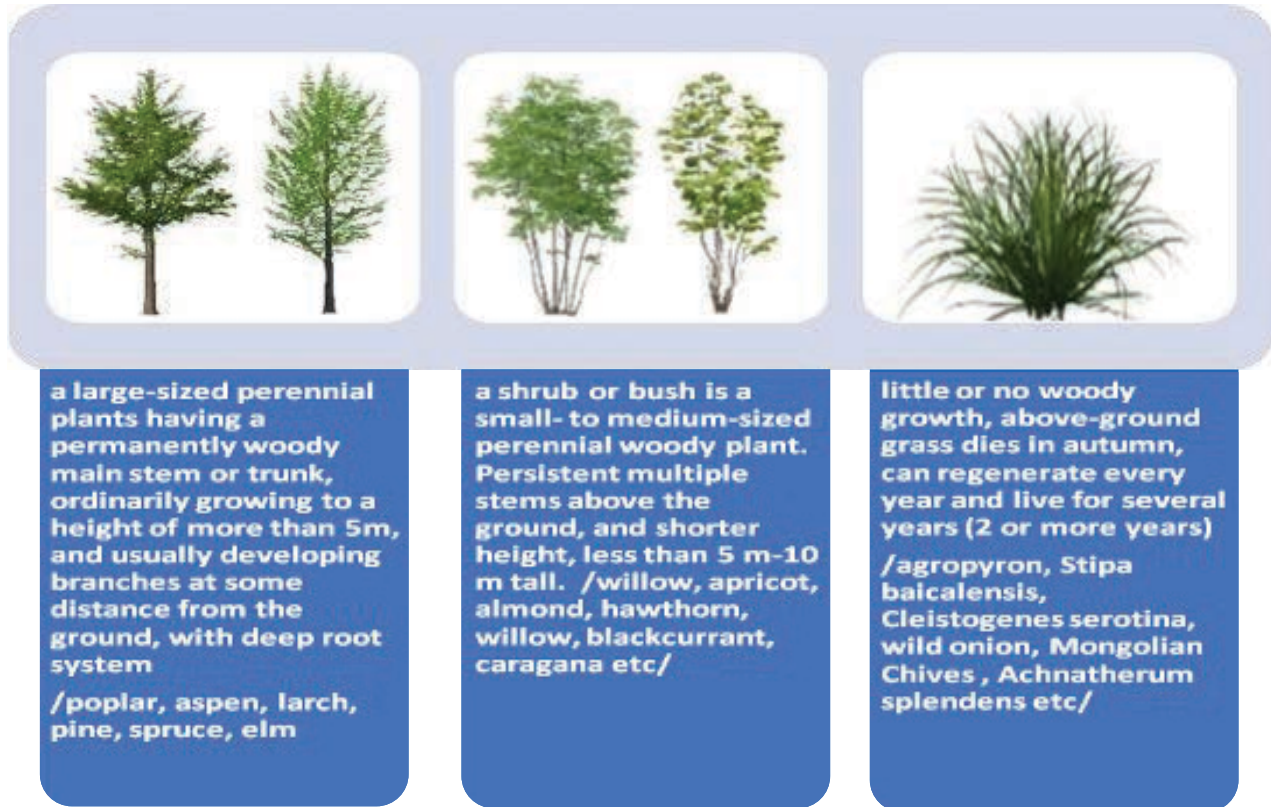 a large-sized perennial
plants having a
permanently woody
main stem or trunk,
ordinarily growing to a
height of more than 5m,
and usually developing
branches at some
distance from the
ground, with deep root
system
/poplar, aspen, larch,
pine, spruce, elm
a shrub or bush is a
small- to medium-sized
perennial woody plant.
Persistent multiple
stems above the
ground, and shorter
height, less than 5 m-10
m tall. /willow, apricot,
almond, hawthorn,
willow, blackcurrant,
caragana etc/
little or no woody
growth, above-ground
grass dies in autumn,
can regenerate every
year and live for several
years (2 or more years)
/agropyron, Stipa
baicalensis,
Cleistogenes serotina,
wild onion, Mongolian
Chives , Achnatherum
splendens etc/